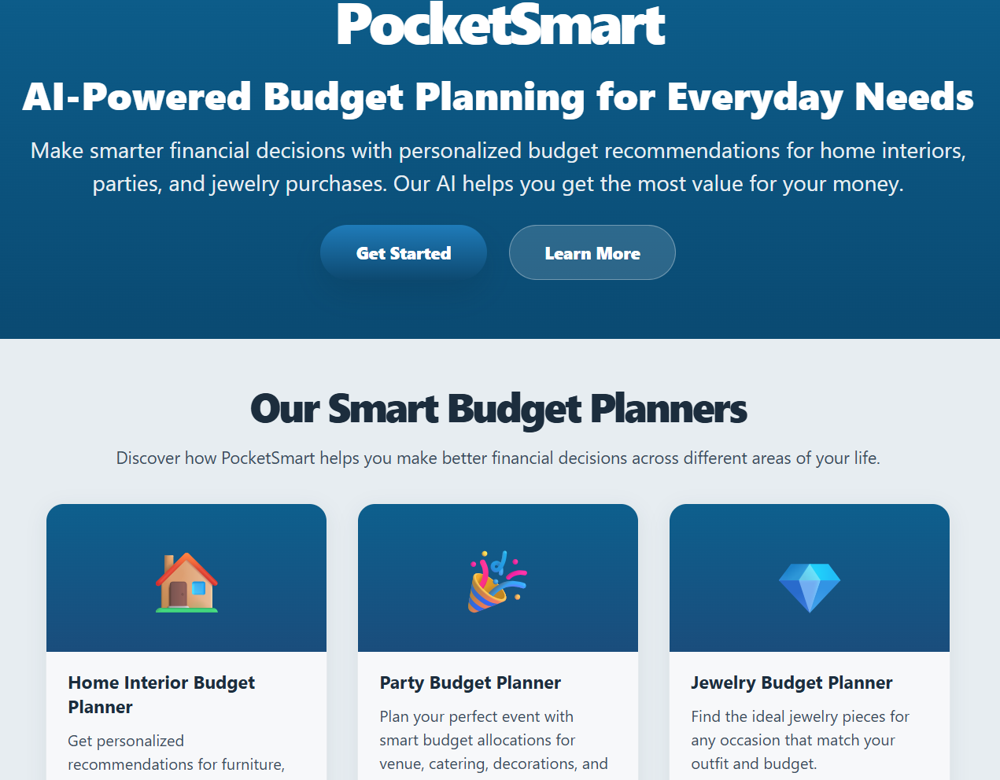 PocketSmart
AI-Powered Budget Planning for Everyday Needs
Make smarter financial decisions with personalized budget recommendations for home interiors,
parties, and jewelry purchases. Our AI helps you get the most value for your money.
Get Started
Learn More
Our Smart Budget Planners
Discover how PocketSmart helps you make better financial decisions across different areas of your life.
Home Interior Budget
Planner
Get personalized
recommendations for furniture,
Party Budget Planner
Plan your perfect event with
smart budget allocations for
venue, catering, decorations, and
Jewelry Budget Planner
Find the ideal jewelry pieces for
any occasion that match your
outfit and budget.